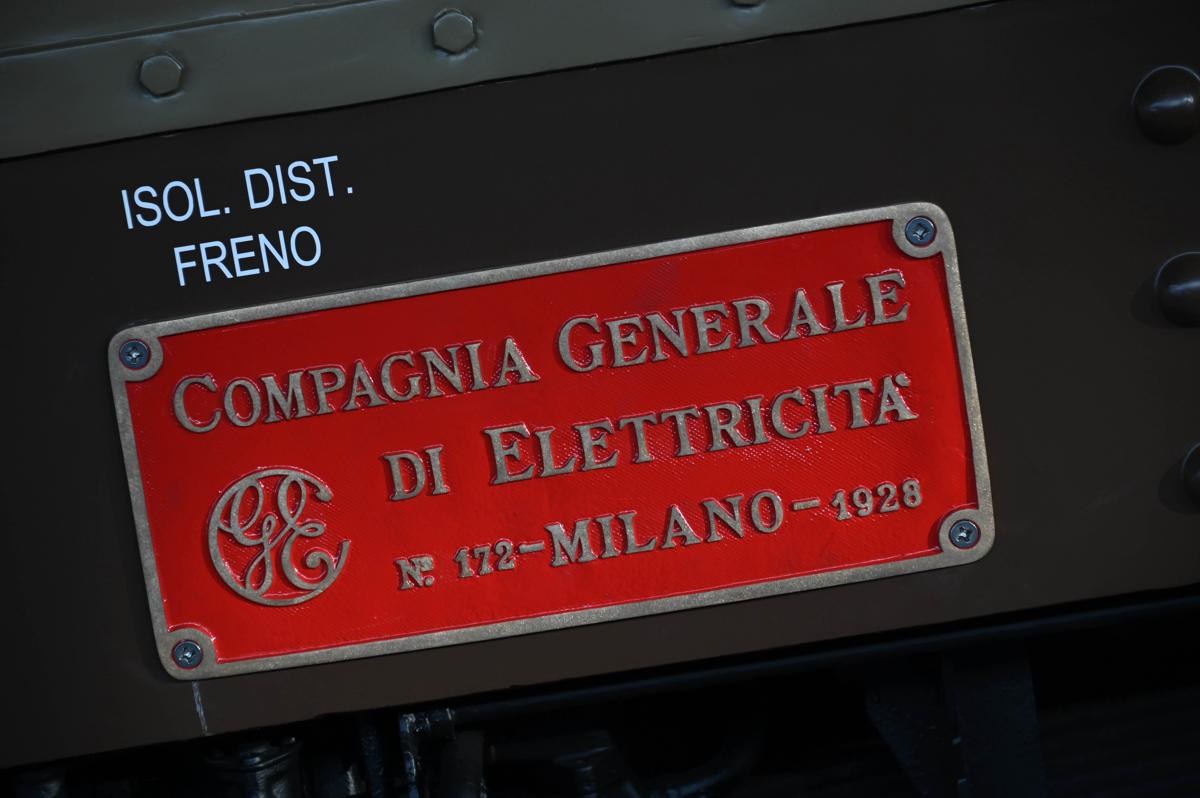 ISOL. DIST.
FRENO
COMPAGNIA GENERALE
DI ELETTRICITÀ
CGE
Nº. 172-MILANO-1928